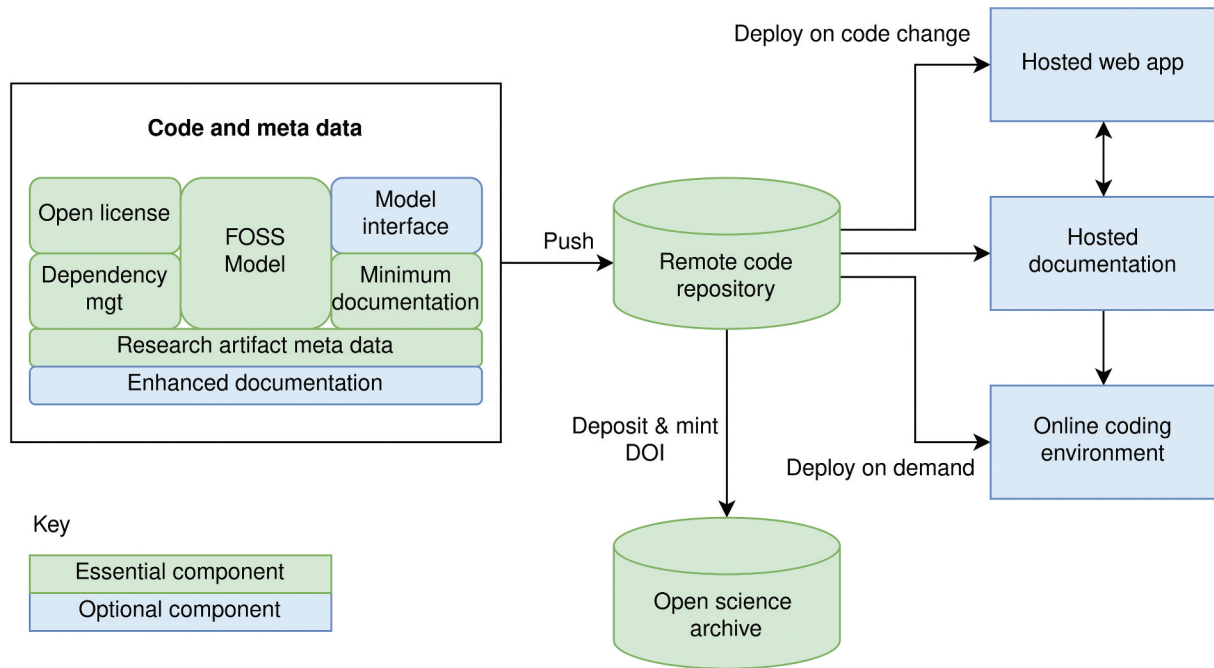 Code and meta data
Open license
FOSS
Model
Model
interface
Dependency
mgt
Minimum
documentation
Research artifact meta data
Enhanced documentation
Push
Remote code
repository
Deploy on code change
Hosted web app
Hosted
documentation
Online coding
environment
Deploy on demand
Deposit & mint
DOI
Open science
archive
Key
Essential component
Optional component